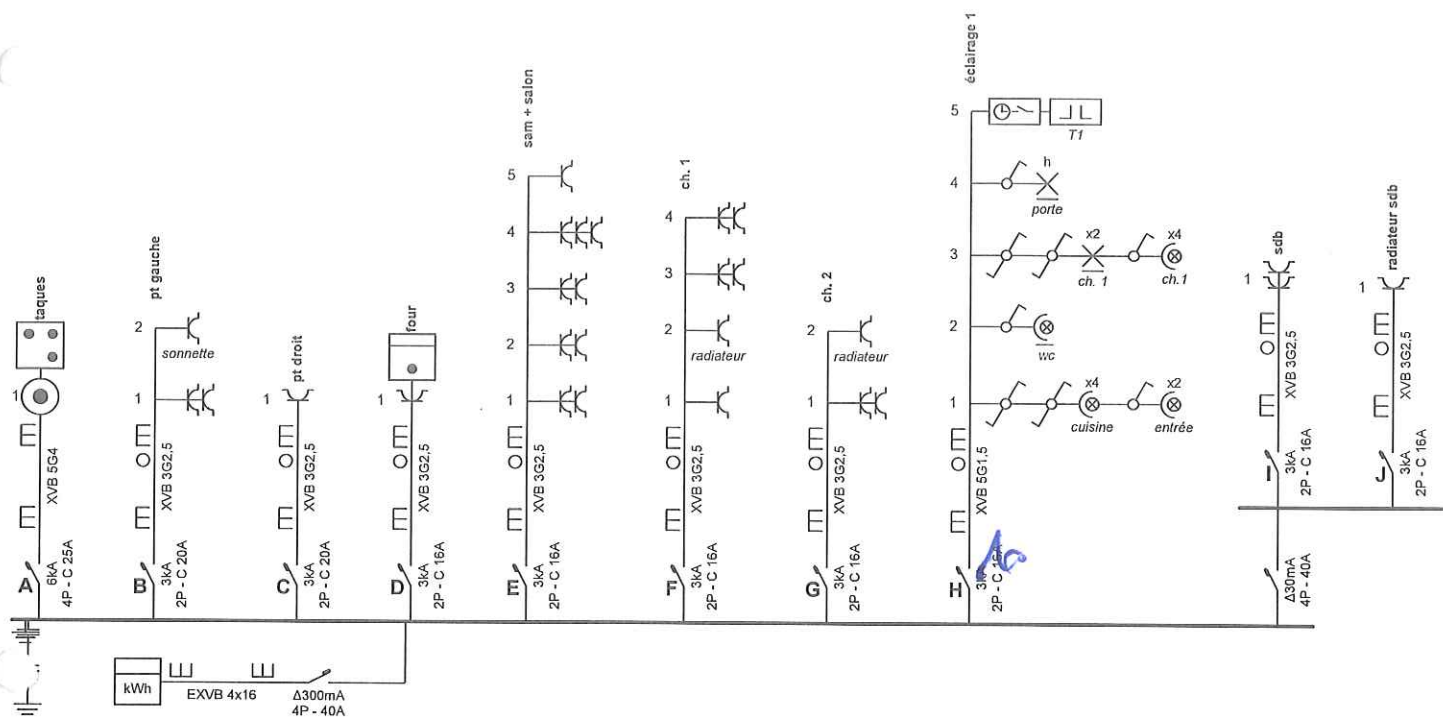 taques
1
XVB 5G4
A
6kA
4P - C 25A
pt gauche
2
sonnette
1
XVB 3G2,5
B
3kA
2P - C 20A
pt droit
1
XVB 3G2,5
C
3kA
2P - C 20A
four
1
XVB 3G2,5
D
3kA
2P - C 16A
sam + salon
5
4
3
2
1
XVB 3G2,5
E
3kA
2P - C 16A
ch. 1
4
3
2
radiateur
1
XVB 3G2,5
F
3kA
2P - C 16A
ch. 2
2
radiateur
1
XVB 3G2,5
G
3kA
2P - C 16A
éclairage 1
5
T1
4
h
porte
3
x2
x4
ch. 1
ch.1
2
wc
1
x4
x2
cuisine
entrée
XVB 5G1,5
H
3kA
2P - C 16A
10
sdb
1
XVB 3G2,5
I
3kA
2P - C 16A
radiateur sdb
1
XVB 3G2,5
J
3kA
2P - C 16A
Δ30mA
4P - 40A
kWh
EXVB 4x16
Δ300mA
4P - 40A